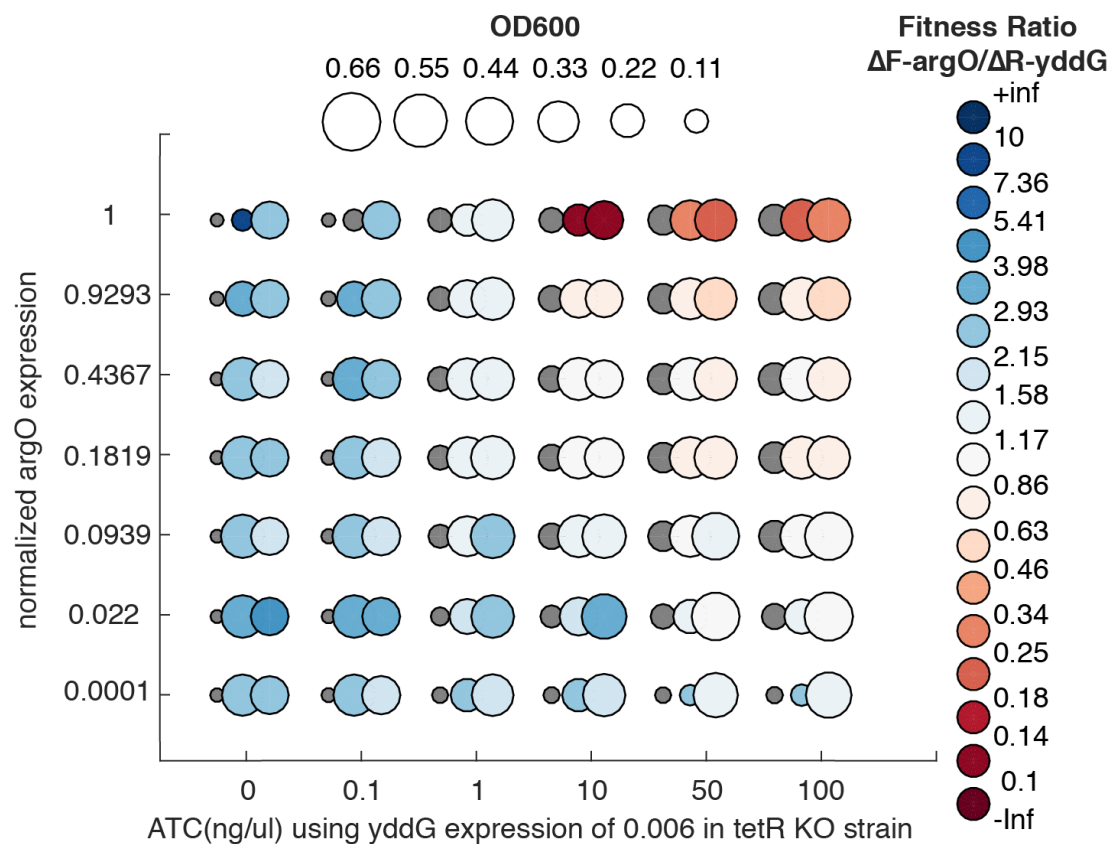 OD600
0.66 0.55 0.44 0.33 0.22 0.11
Fitness Ratio
ΔF-argO/ΔR-yddG
+inf
10
7.36
5.41
3.98
2.93
2.15
1.58
1.17
0.86
0.63
0.46
0.34
0.25
0.18
0.14
0.1
-Inf
normalized argO expression
1
0.9293
0.4367
0.1819
0.0939
0.022
0.0001
0 0.1 1 10 50 100
ATC(ng/ul) using yddG expression of 0.006 in tetR KO strain